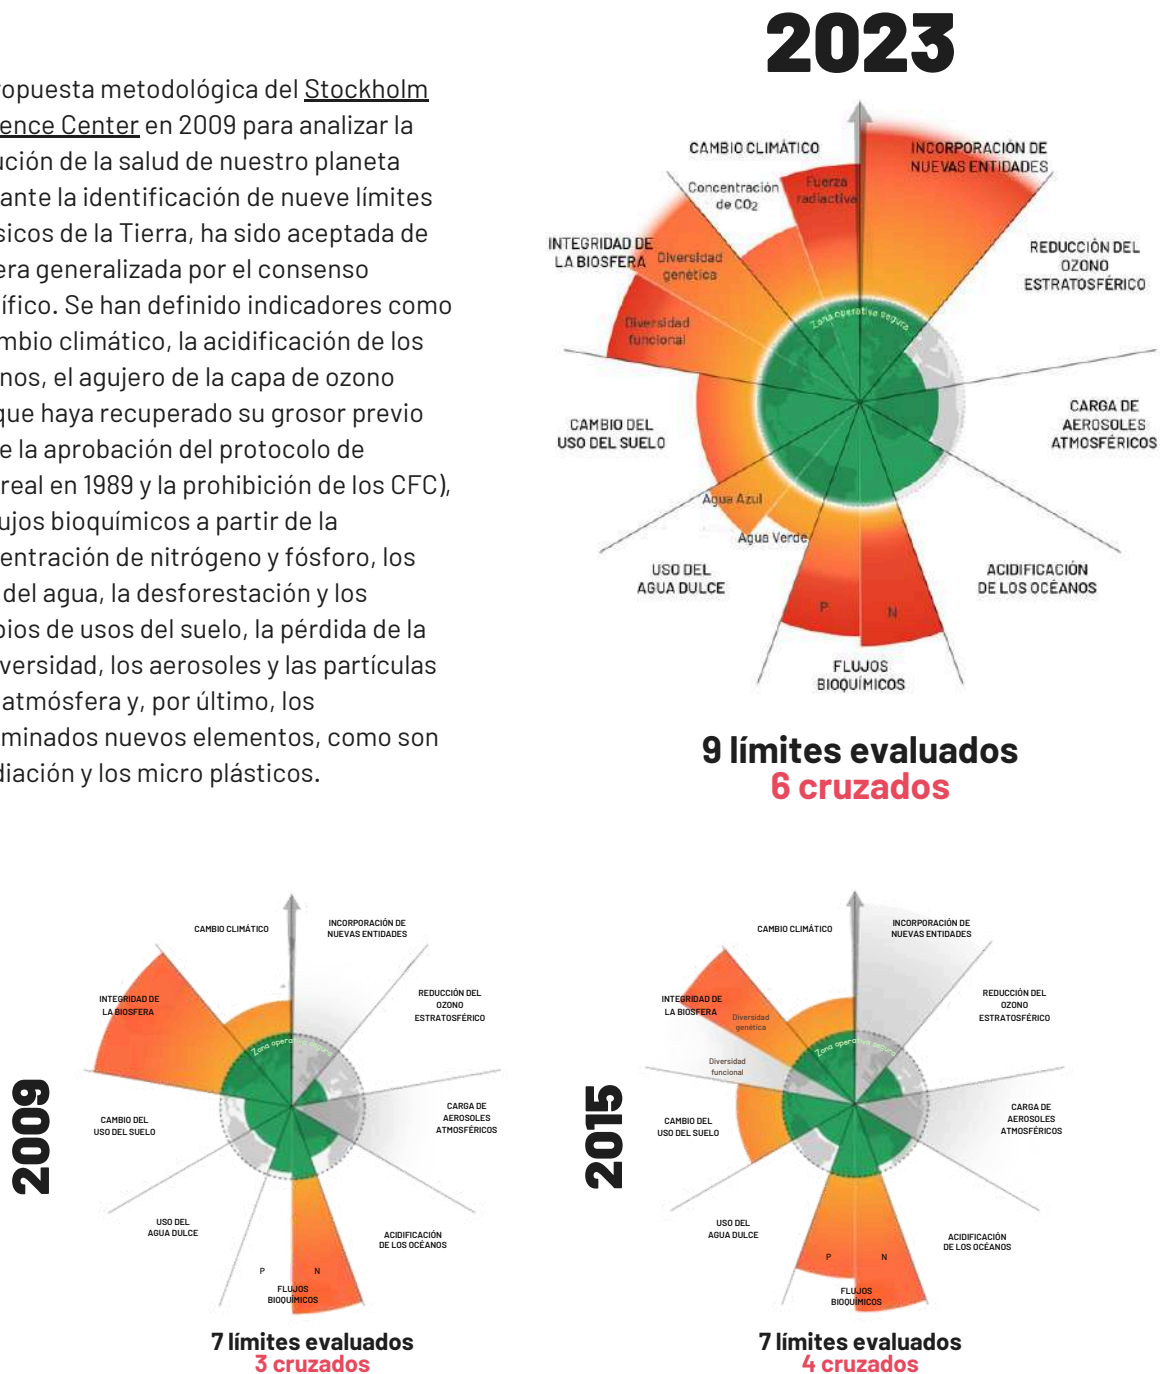 2023
opuesta metodológica del Stockholm
ence Center en 2009 para analizar la
ución de la salud de nuestro planeta
ante la identificación de nueve límites
sicos de la Tierra, ha sido aceptada de
era generalizada por el consenso
ífico. Se han definido indicadores como
mbio climático, la acidificación de los
nos, el agujero de la capa de ozono
que haya recuperado su grosor previo
e la aprobación del protocolo de
real en 1989 y la prohibición de los CFC),
lujos bioquímicos a partir de la
entración de nitrógeno y fósforo, los
del agua, la desforestación y los
bios de usos del suelo, la pérdida de la
versidad, los aerosoles y las partículas
atmósfera y, por último, los
minados nuevos elementos, como son
diación y los micro plásticos.
CAMBIO CLIMÁTICO
Concentración
de CO2
Fuerza
radiactiva
INCORPORACIÓN DE
NUEVAS ENTIDADES
INTEGRIDAD DE
LA BIOSFERA
Diversidad
genética
Diversidad
funcional
REDUCCIÓN DEL
OZONO
ESTRATOSFÉRICO
Zona operativa segura
CAMBIO DEL
USO DEL SUELO
CARGA DE
AEROSOLES
ATMOSFÉRICOS
Agua Azul
Agua Verde
USO DEL
AGUA DULCE
ACIDIFICACIÓN
DE LOS OCÉANOS
P
N
FLUJOS
BIOQUÍMICOS
9 límites evaluados
6 cruzados
2009
CAMBIO CLIMÁTICO
INCORPORACIÓN DE
NUEVAS ENTIDADES
INTEGRIDAD DE
LA BIOSFERA
REDUCCIÓN DEL
OZONO
ESTRATOSFÉRICO
Zona operativa segura
CAMBIO DEL
USO DEL SUELO
CARGA DE
AEROSOLES
ATMOSFÉRICOS
USO DEL
AGUA DULCE
ACIDIFICACIÓN
DE LOS OCÉANOS
P
N
FLUJOS
BIOQUÍMICOS
7 límites evaluados
3 cruzados
2015
CAMBIO CLIMÁTICO
INCORPORACIÓN DE
NUEVAS ENTIDADES
INTEGRIDAD DE
LA BIOSFERA
Diversidad
genética
Diversidad
funcional
REDUCCIÓN DEL
OZONO
ESTRATOSFÉRICO
Zona operativa segura
CAMBIO DEL
USO DEL SUELO
CARGA DE
AEROSOLES
ATMOSFÉRICOS
USO DEL
AGUA DULCE
ACIDIFICACIÓN
DE LOS OCÉANOS
P
N
FLUJOS
BIOQUÍMICOS
7 límites evaluados
4 cruzados